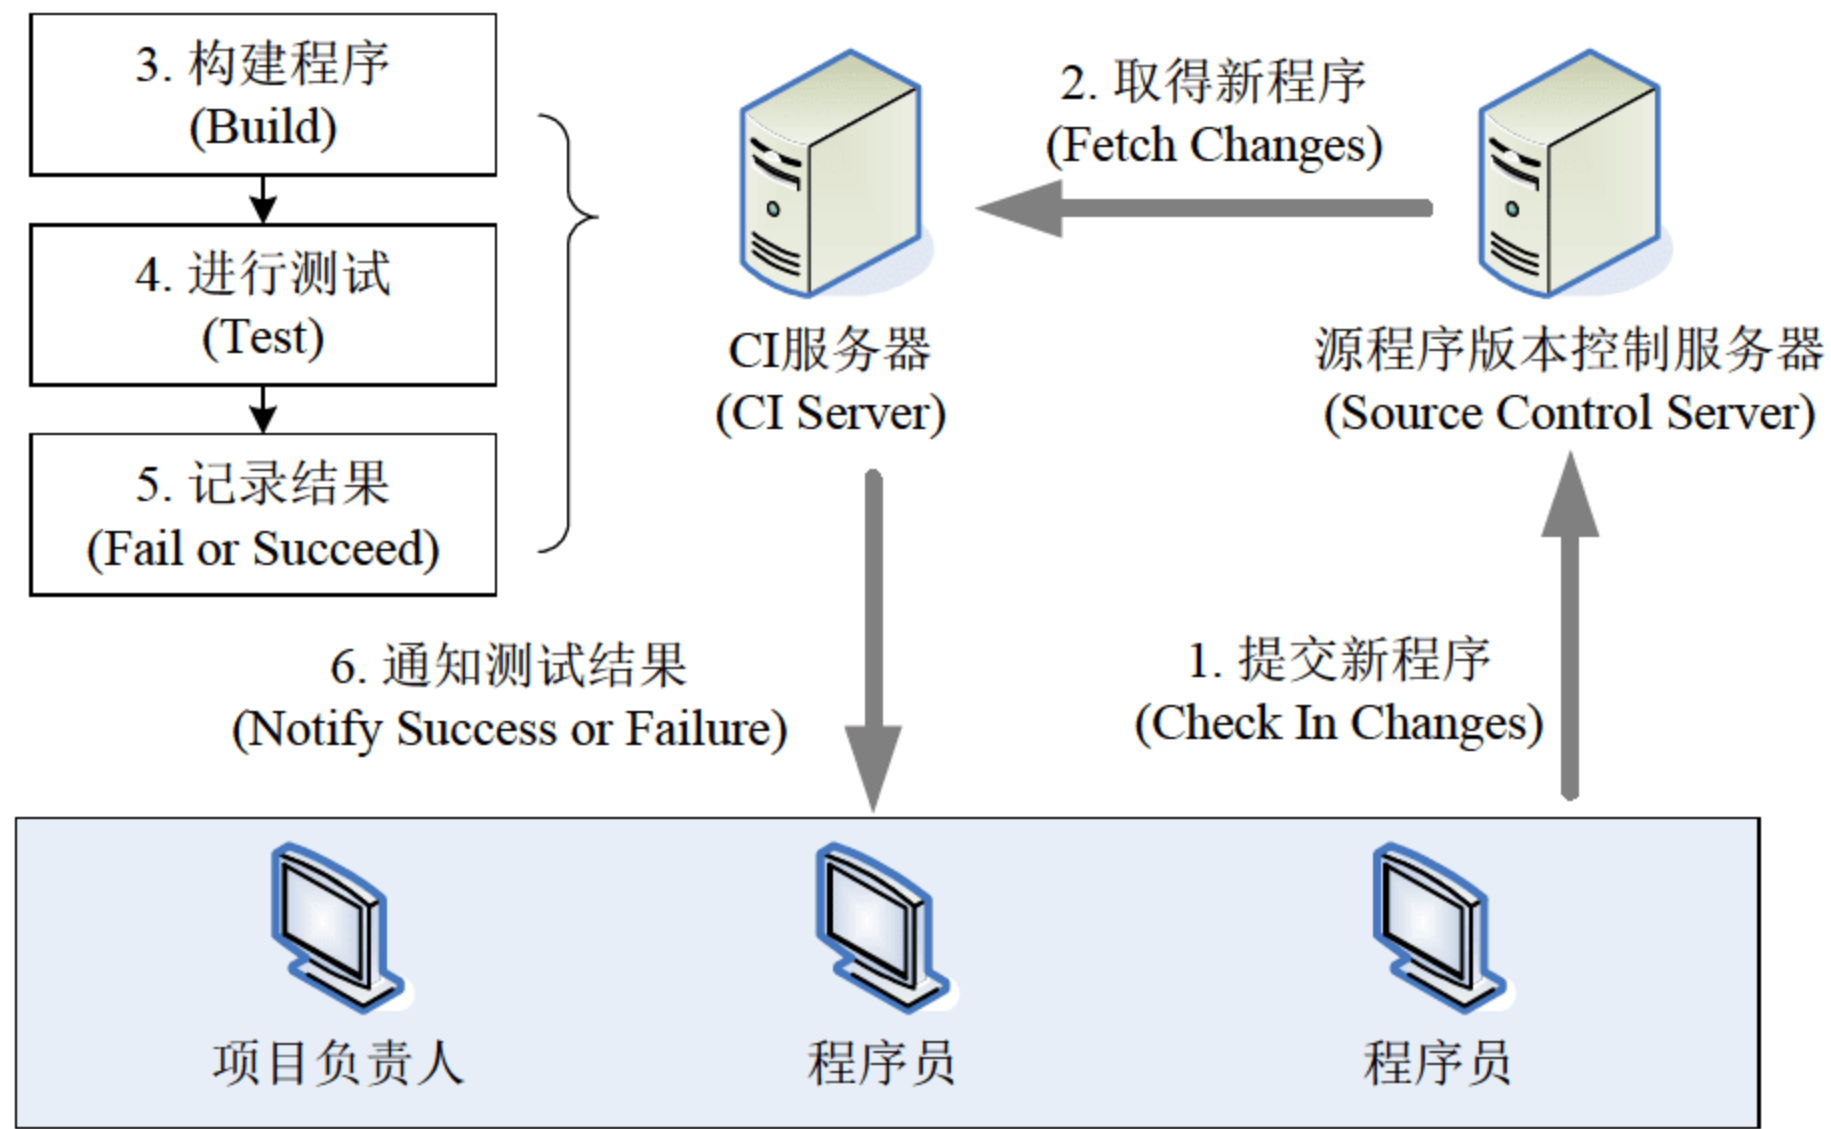 3. 构建程序
(Build)
4. 进行测试
(Test)
5. 记录结果
(Fail or Succeed)
CI服务器
(CI Server)
2. 取得新程序
(Fetch Changes)
源程序版本控制服务器
(Source Control Server)
6. 通知测试结果
(Notify Success or Failure)
1. 提交新程序
(Check In Changes)
项目负责人
程序员
程序员